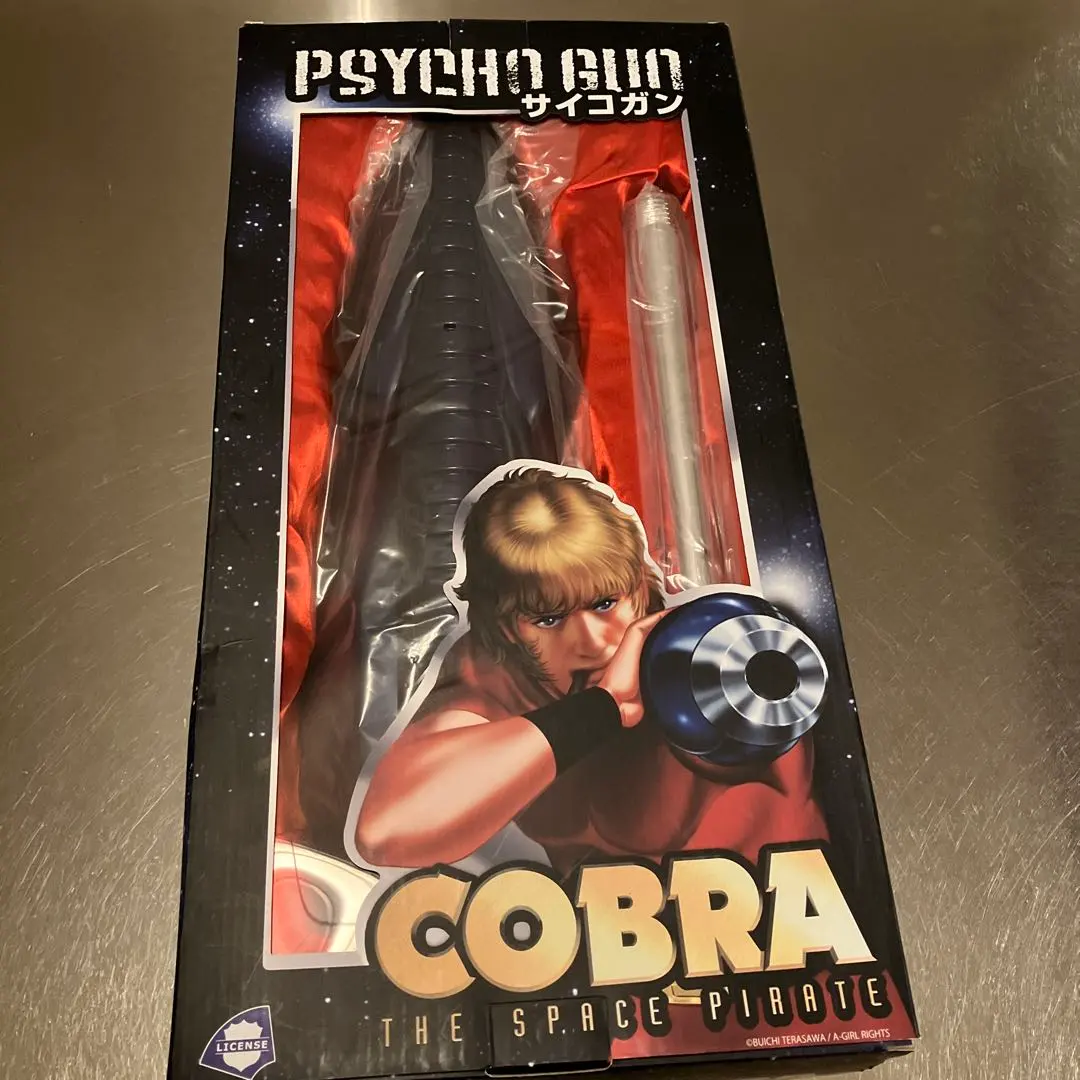 PSYCHO GUN
サイコガン
COBRA
THE SPACE PIRATE
©BUICHI TERASAWA / A-GIRL RIGHTS
LICENSE